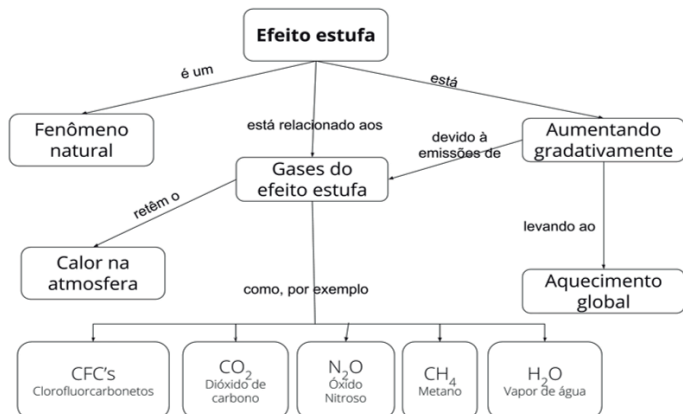 Efeito estufa
é um
está
Fenômeno
natural
está relacionado aos
devido à
emissões de
Aumentando
gradativamente
Gases do
efeito estufa
retêm o
levando ao
Calor na
atmosfera
como, por exemplo
Aquecimento
global
CFC's
Clorofluorcarbonetos
CO₂
Dióxido de
carbono
N₂O
Óxido
Nitroso
CH₄
Metano
H₂O
Vapor de água